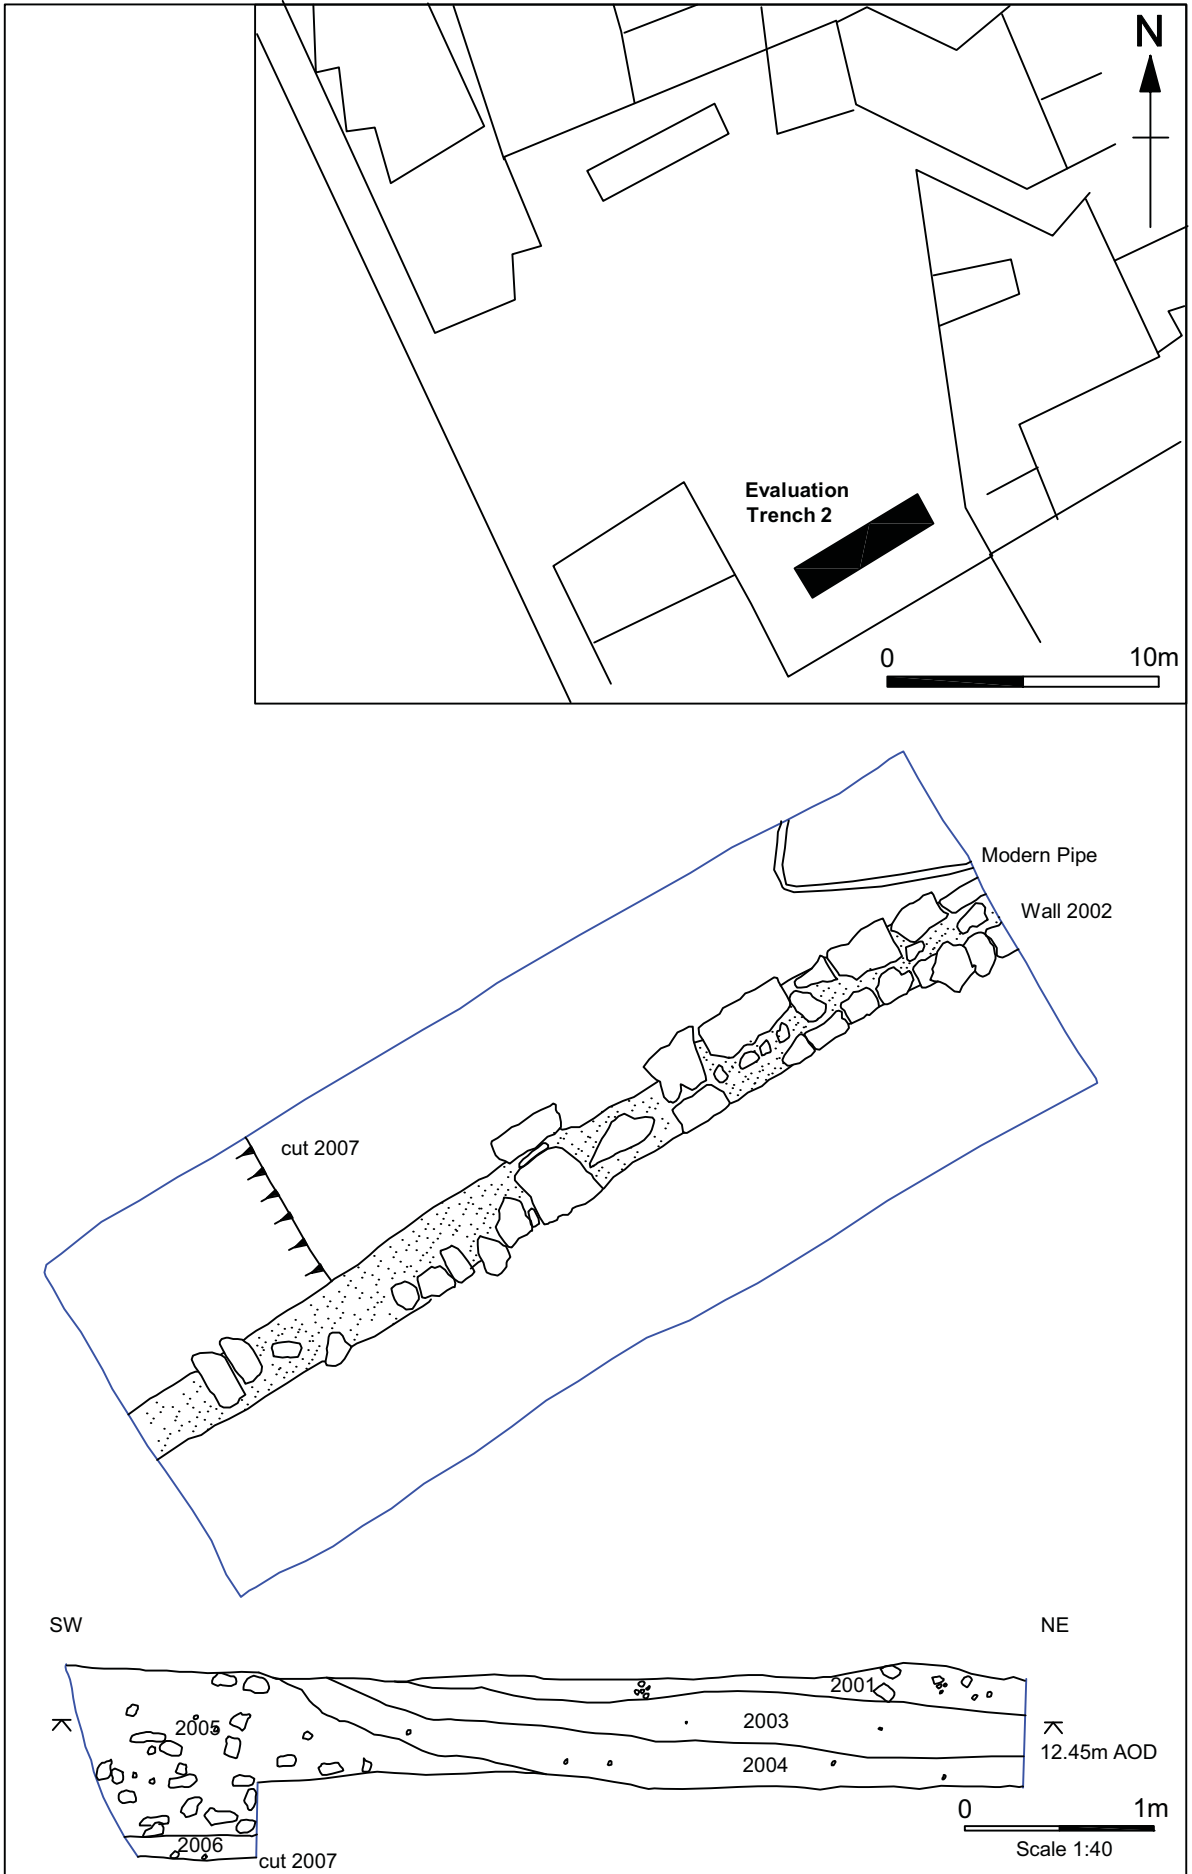 N
Evaluation
Trench 2
0 10m
Modern Pipe
Wall 2002
cut 2007
SW NE
2001
2005 2003
12.45m AOD
2004
0 1m
2006 Scale 1:40
cut 2007